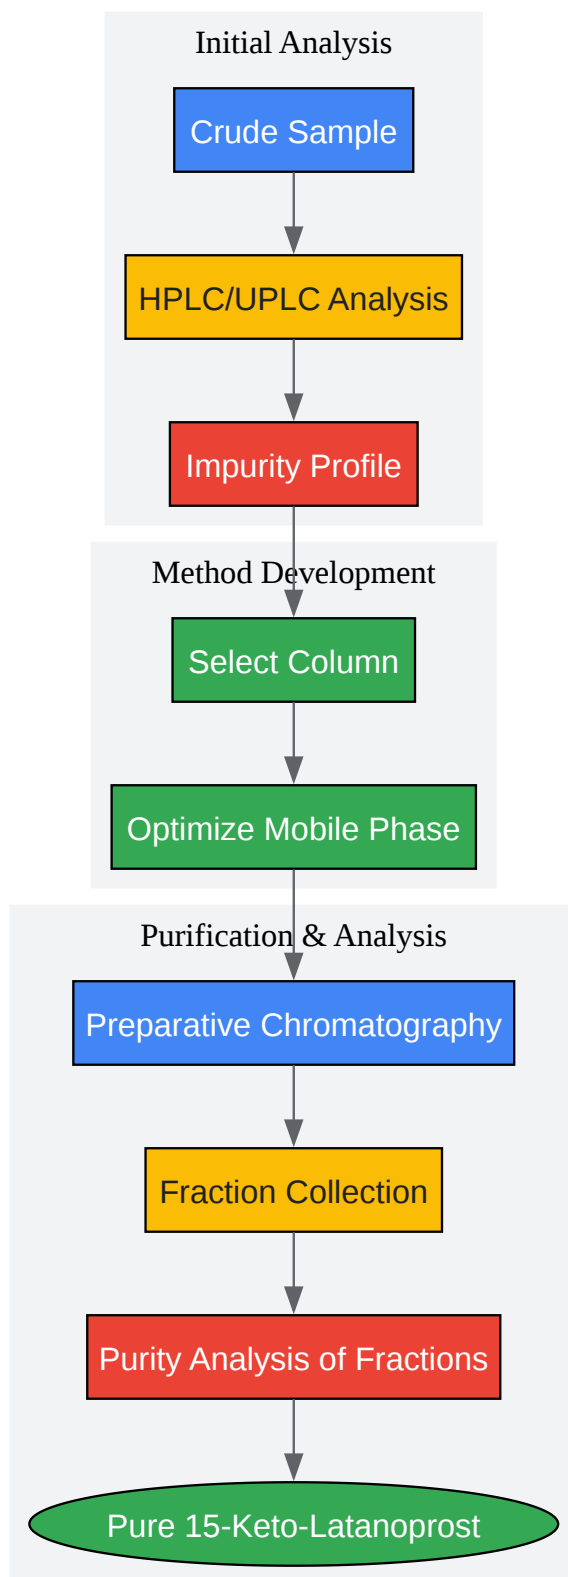 Initial Analysis
Crude Sample
HPLC/UPLC Analysis
Impurity Profile
Method Development
Select Column
Optimize Mobile Phase
Purification & Analysis
Preparative Chromatography
Fraction Collection
Purity Analysis of Fractions
Pure 15-Keto-Latanoprost